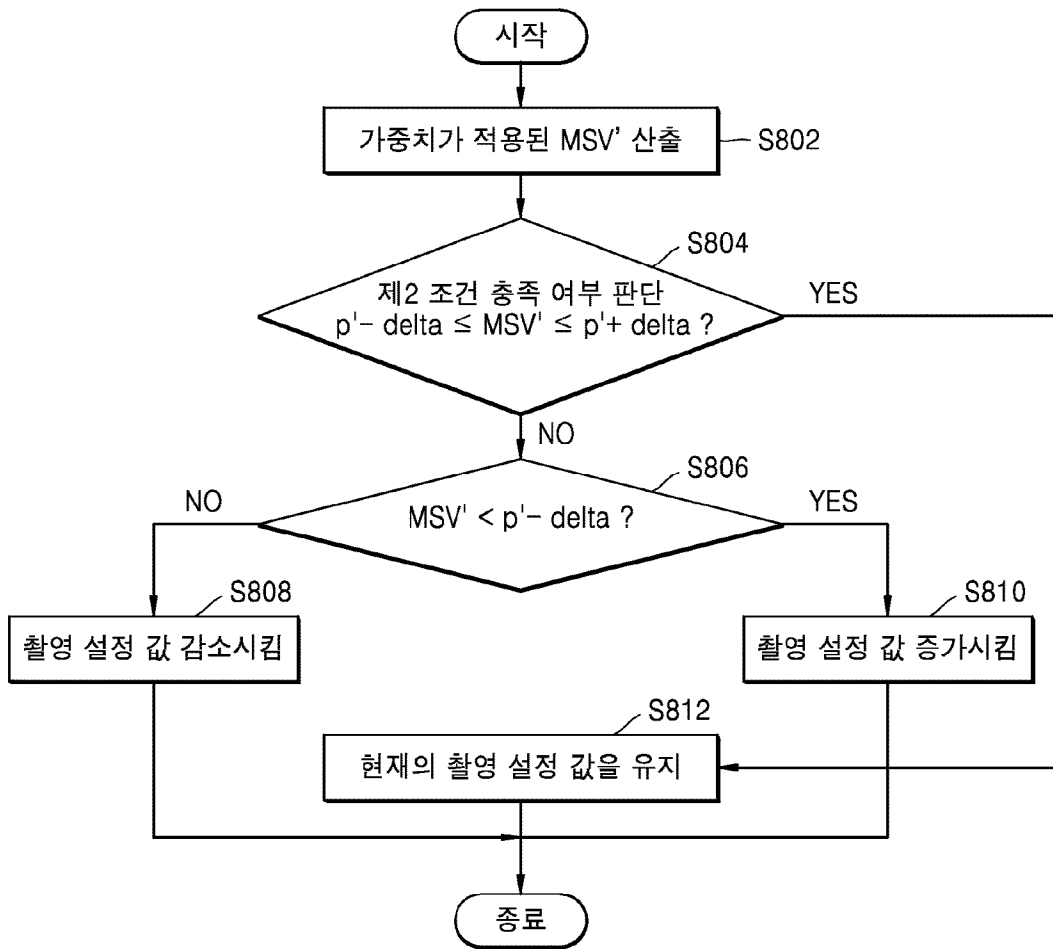 시작
가중치가 적용된 MSV' 산출
S802
S804
제2 조건 충족 여부 판단
p'- delta ≤ MSV' ≤ p'+ delta ?
YES
NO
S806
NO
MSV' < p'- delta ?
YES
S808
촬영 설정 값 감소시킴
S810
촬영 설정 값 증가시킴
S812
현재의 촬영 설정 값을 유지
종료